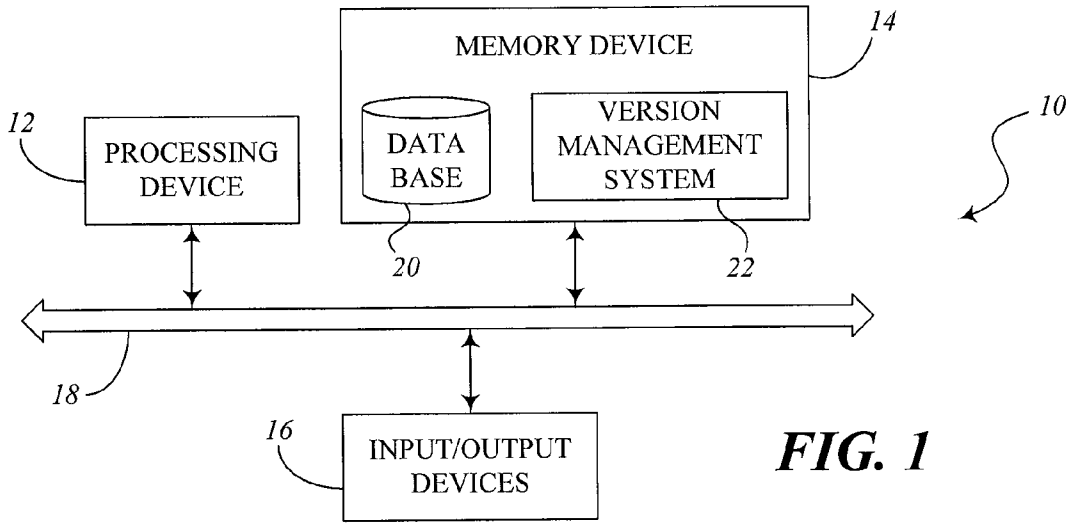 MEMORY DEVICE
14
12
PROCESSING
DEVICE
DATA
BASE
VERSION
MANAGEMENT
SYSTEM
10
20
22
18
16
INPUT/OUTPUT
DEVICES
FIG. 1